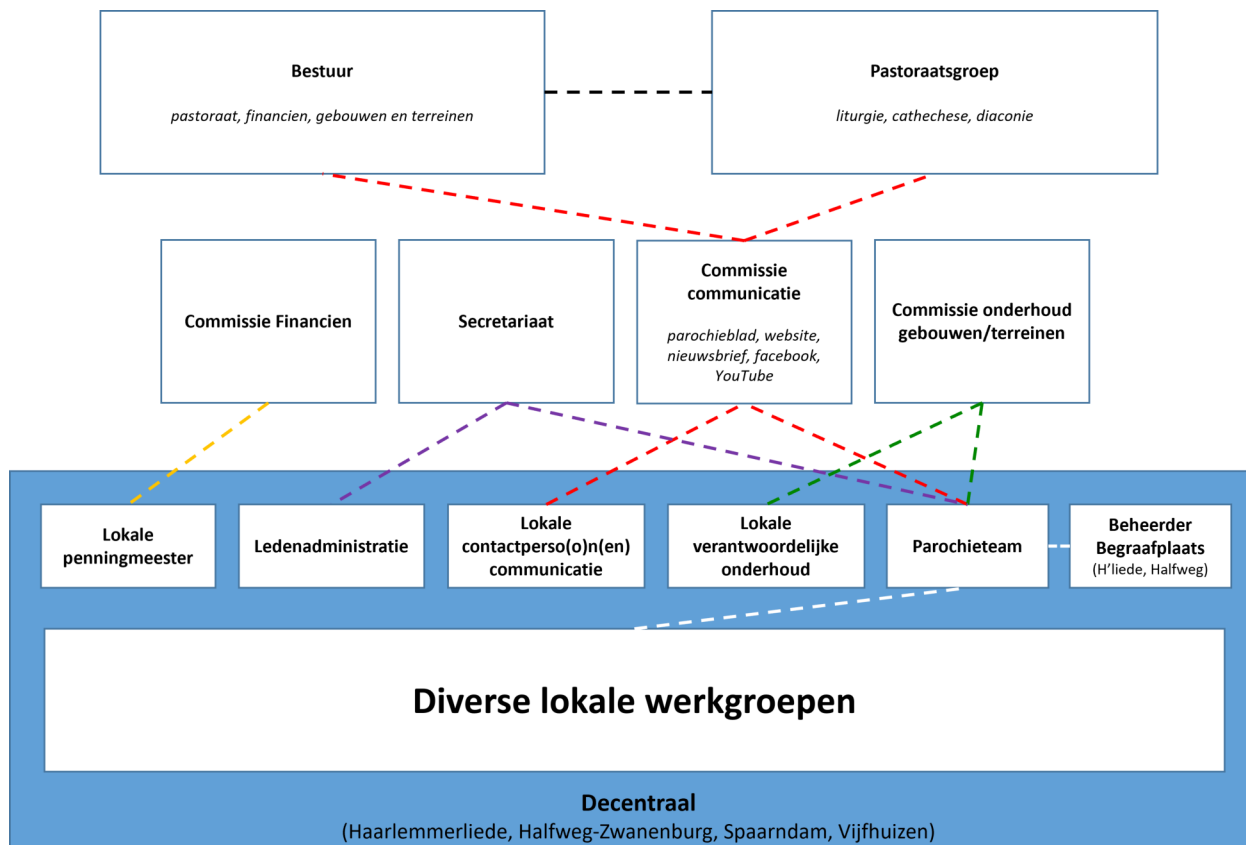 Bestuur
pastoraat, financien, gebouwen en terreinen
Pastoraatsgroep
liturgie, cathechese, diaconie
Commissie Financien
Secretariaat
Commissie
communicatie
parochieblad, website,
nieuwsbrief, facebook,
YouTube
Commissie onderhoud
gebouwen/terreinen
Lokale
penningmeester
Ledenadministratie
Lokale
contactperso(o)n(en)
communicatie
Lokale
verantwoordelijke
onderhoud
Parochieteam
Beheerder
Begraafplaats
(H'liede, Halfweg)
Diverse lokale werkgroepen
Decentraal
(Haarlemmerliede, Halfweg-Zwanenburg, Spaarndam, Vijfhuizen)